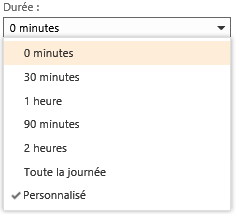 Durée :
0 minutes
0 minutes
30 minutes
1 heure
90 minutes
2 heures
Toute la journée
Personnalisé